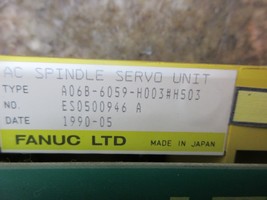 AC SPINDLE SERVO UNIT
TYPE A06B-6059-H003#H503
NO. ES0500946 A
DATE 1990-05
FANUC LTD MADE IN JAPAN